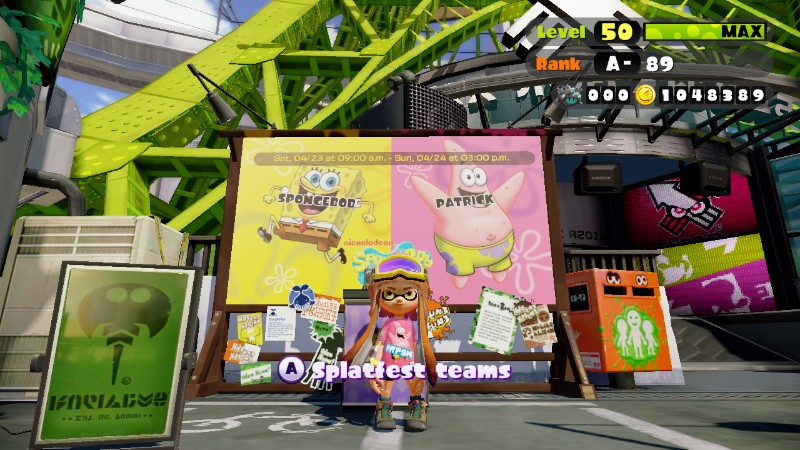 Level 50 MAX
Rank A- 89
000 1048389
Sat, 04/23 at 09:00 a.m. - Sun, 04/24 at 03:00 p.m.
SPONGEBOB
PATRICK
nickelodeon
A Splatfest teams